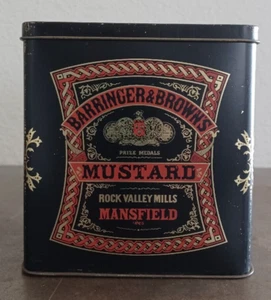 BARRINGER & BROWN'S
PRIZE MEDALS
MUSTARD
ROCK VALLEY MILLS
MANSFIELD